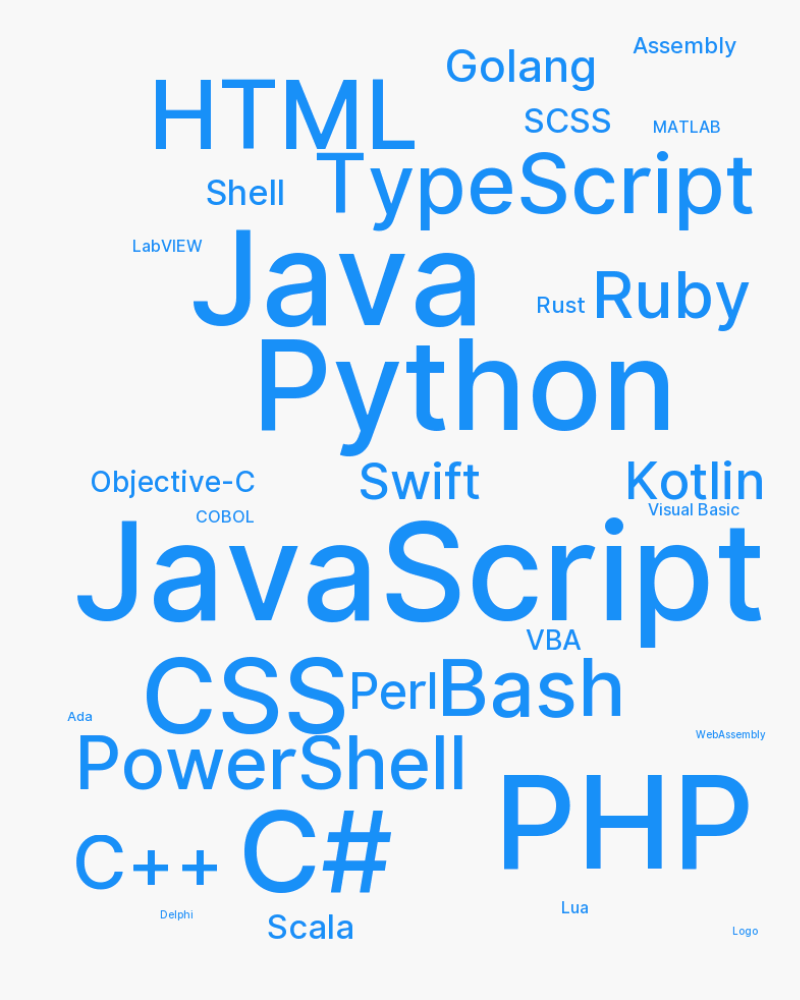 Assembly
Golang
HTML
SCSS
MATLAB
TypeScript
Shell
LabVIEW
Java
Rust
Ruby
Python
Objective-C
Swift
Kotlin
Visual Basic
COBOL
JavaScript
VBA
CSS
Perl
Bash
Ada
WebAssembly
PowerShell
PHP
C++
C#
Lua
Delphi
Scala
Logo